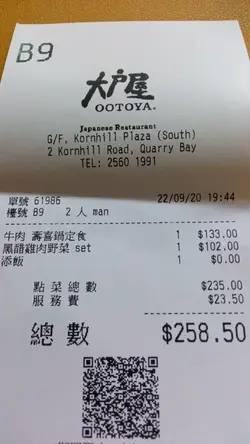 B9
大戸屋
OOTOYA.
Japanese Restaurant
G/F, Kornhill Plaza (South)
2 Kornhill Road, Quarry Bay
TEL: 2560 1991
單號 61986 22/09/20 19:44
檯號 B9 2 人 man
牛肉 壽喜鍋定食 1 $133.00
黑醋雞肉野菜 set 1 $102.00
添飯 1 $0.00
點菜總數 $235.00
服務費 $23.50
總數 $258.50